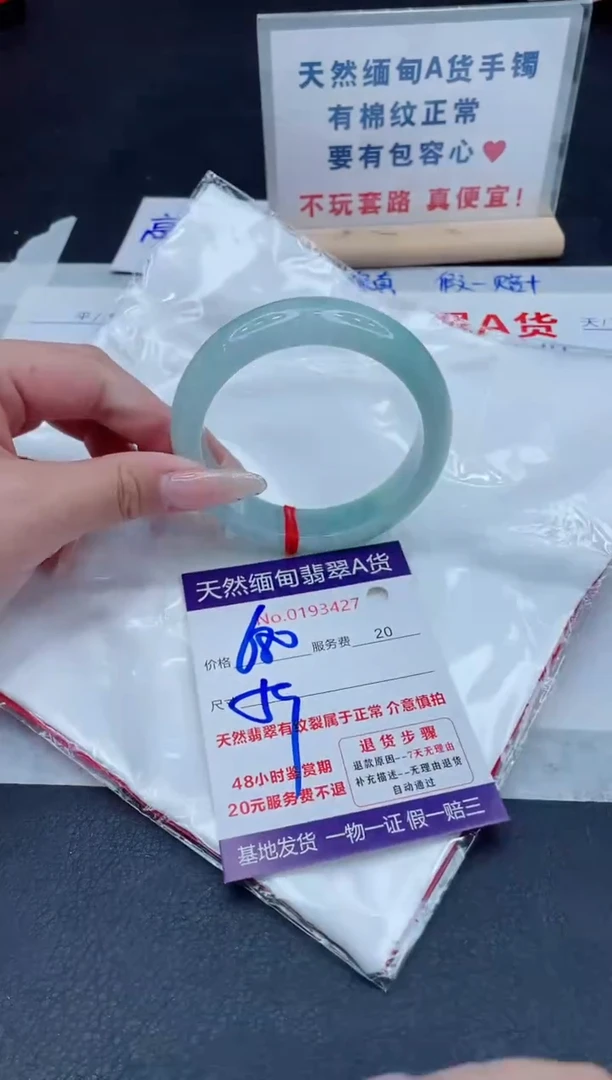 天然缅甸A货手镯
有棉纹正常
要有包容心❤
不玩套路 真便宜!
高
假一赔十
翠A货
天然缅甸翡翠A货
No.0193427
价格 680 服务费 20
尺寸
天然翡翠有纹裂属于正常 介意慎拍
48小时鉴赏期
20元服务费不退
退货步骤
退款原因--7天无理由
补充描述--无理由退货
自动通过
基地发货 一物一证 假一赔三